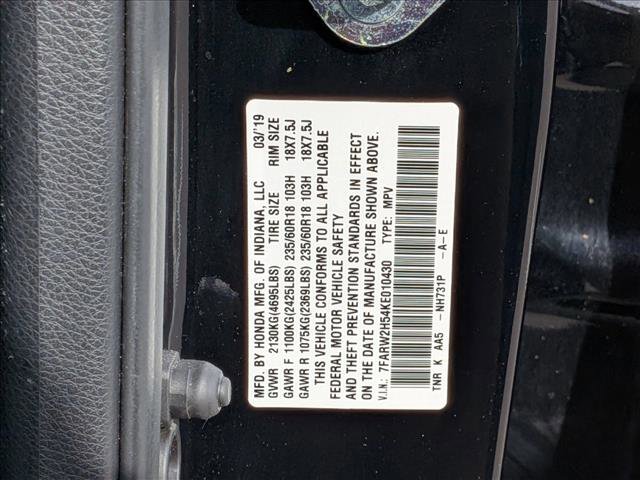 MFD. BY HONDA MFG. OF INDIANA, LLC 03/'19
GVWR 2130KG(4695LBS) TIRE SIZE RIM SIZE
GAWR F 1100KG(2425LBS) 235/60R18 103H 18X7.5J
GAWR R 1075KG(2369LBS) 235/60R18 103H 18X7.5J
THIS VEHICLE CONFORMS TO ALL APPLICABLE
FEDERAL MOTOR VEHICLE SAFETY
AND THEFT PREVENTION STANDARDS IN EFFECT
ON THE DATE OF MANUFACTURE SHOWN ABOVE.
V.I.N.: 7FARW2H54KE010430 TYPE: MPV
TNR K AA5 -NH731P -A-E